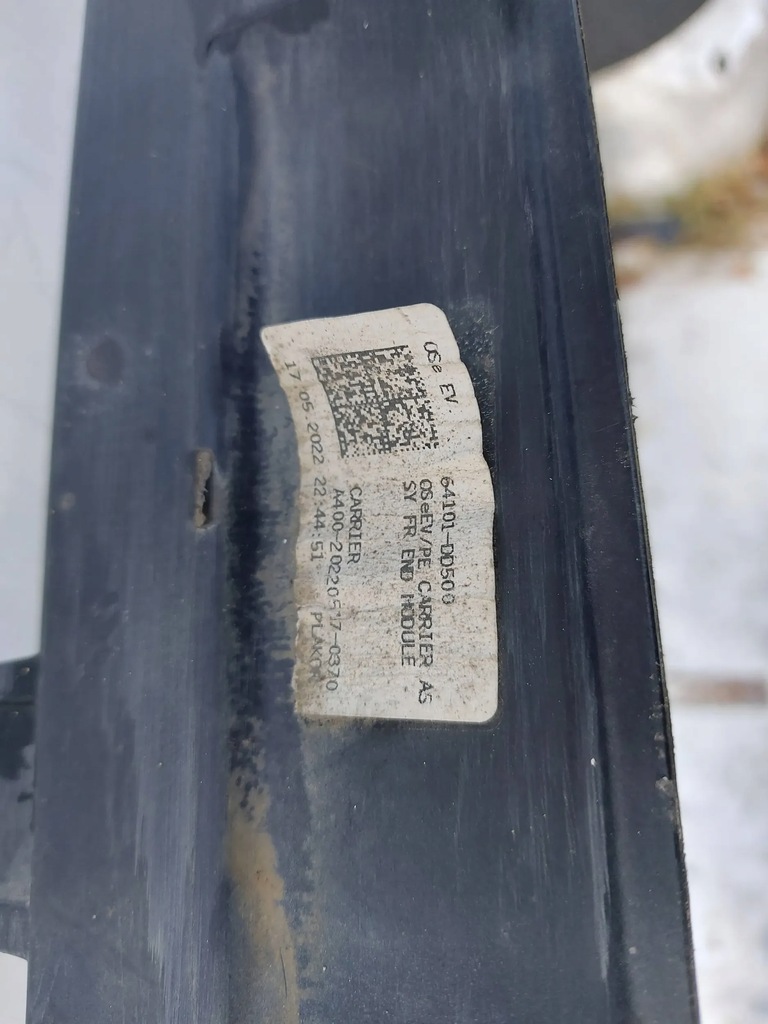 OSe EV
64101-DD500
OSeEV/PE CARRIER AS
SY FR END MODULE
CARRIER
A400-20220517-0370
17.05.2022 22:44:51 PLAKOR